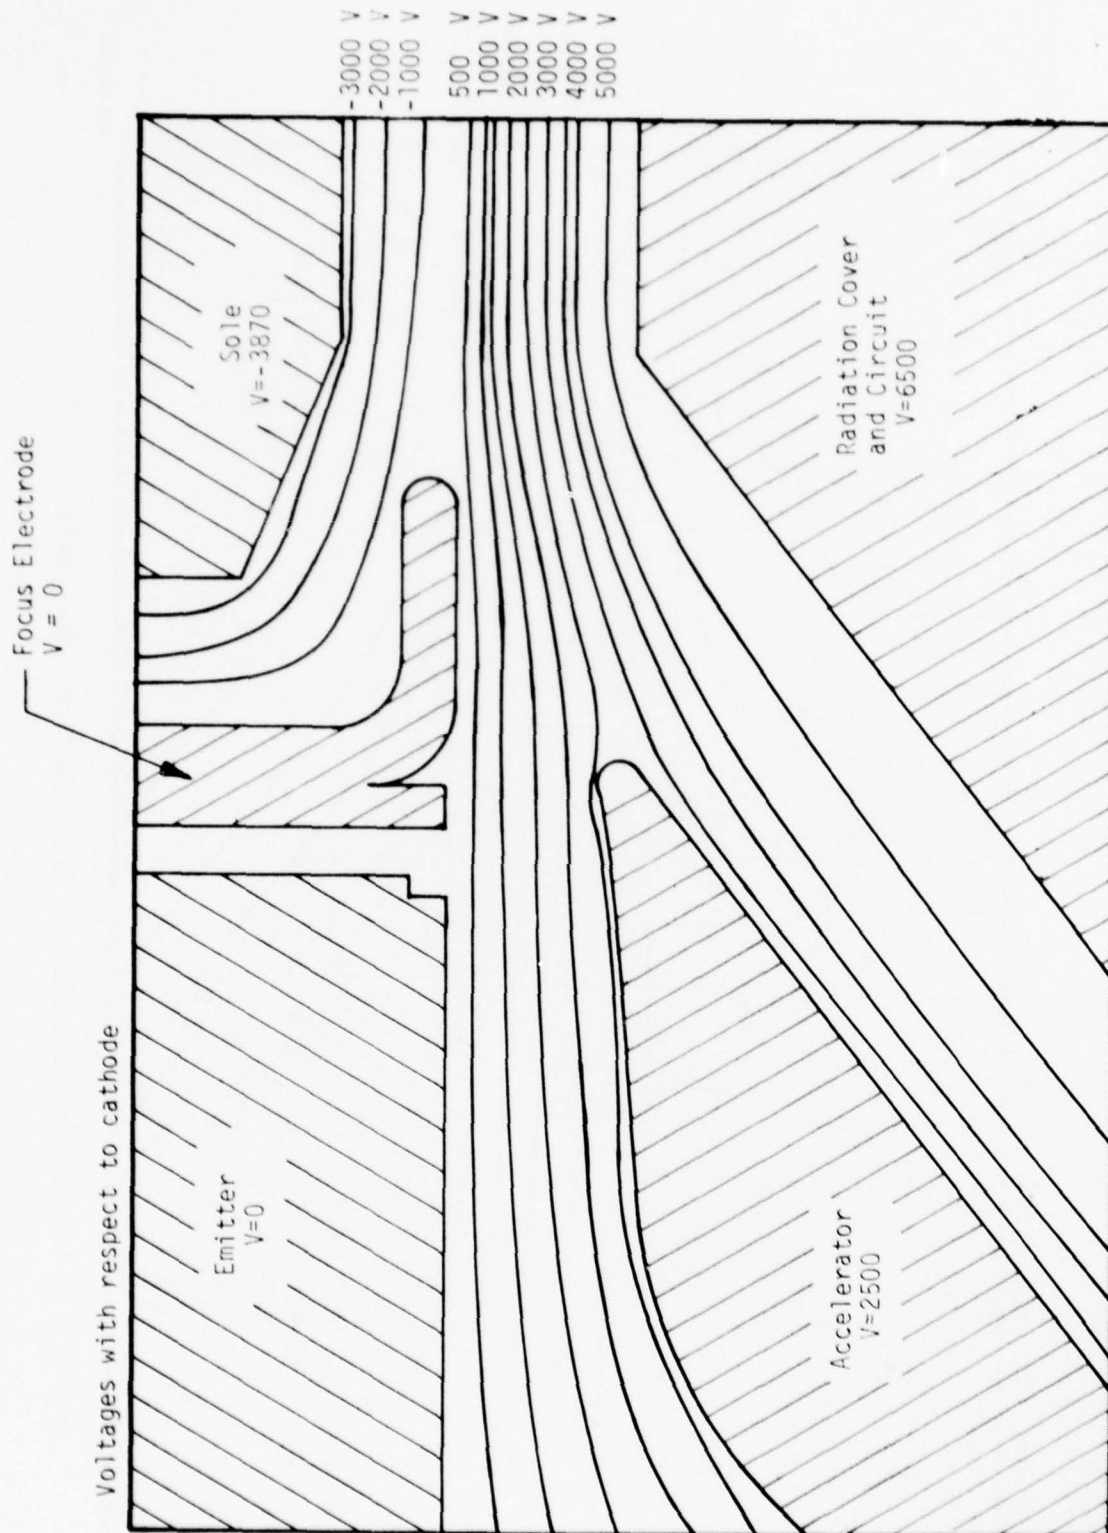 Voltages with respect to cathode
Focus Electrode
V = 0
Emitter
V=0
Sole
V=-3870
Accelerator
V=2500
Radiation Cover
and Circuit
V=6500
-3000 V
-2000 V
-1000 V
500 V
1000 V
2000 V
3000 V
4000 V
5000 V